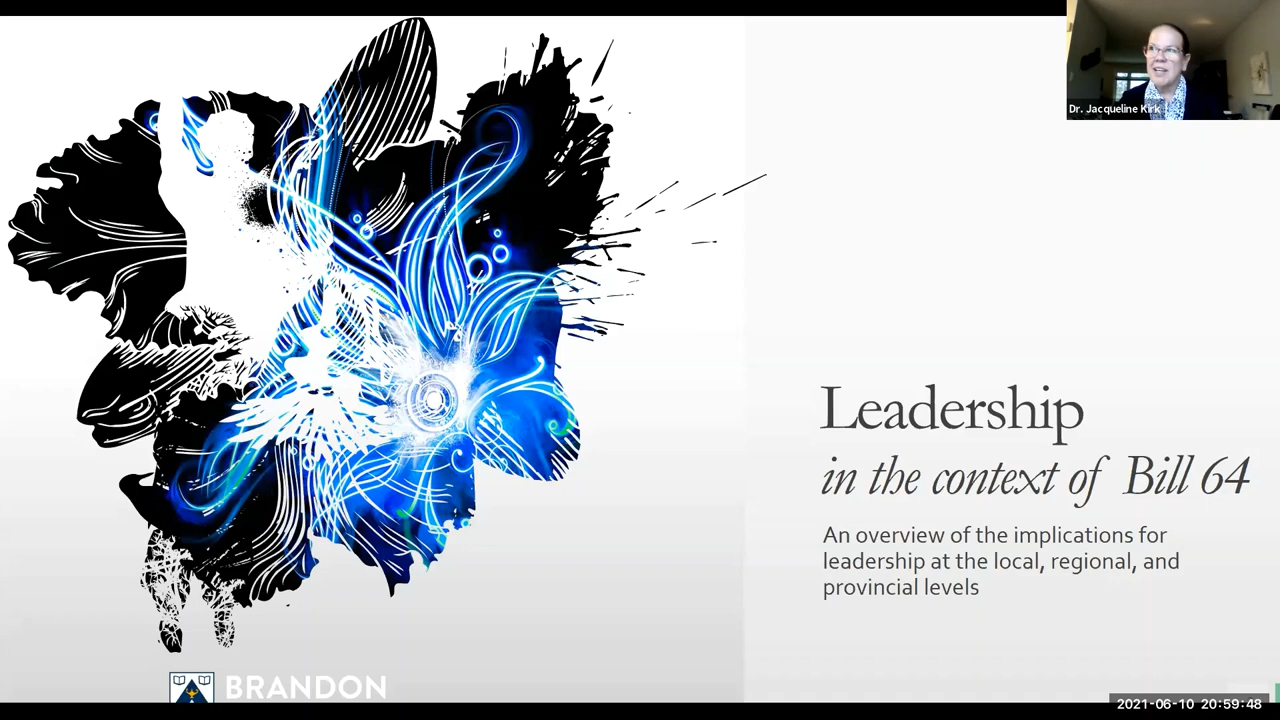 Dr. Jacqueline Kirk
Leadership
in the context of Bill 64
An overview of the implications for
leadership at the local, regional, and
provincial levels
BRANDON
2021-06-10 20:59:48